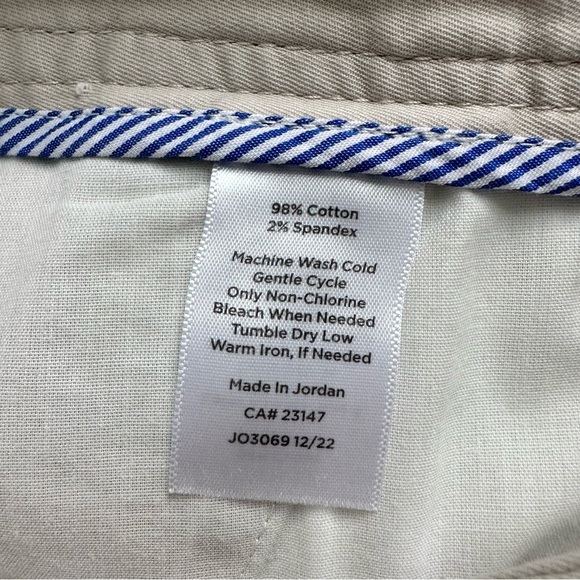 98% Cotton
2% Spandex
Machine Wash Cold
Gentle Cycle
Only Non-Chlorine
Bleach When Needed
Tumble Dry Low
Warm Iron, If Needed
Made In Jordan
CA# 23147
JO3069 12/22